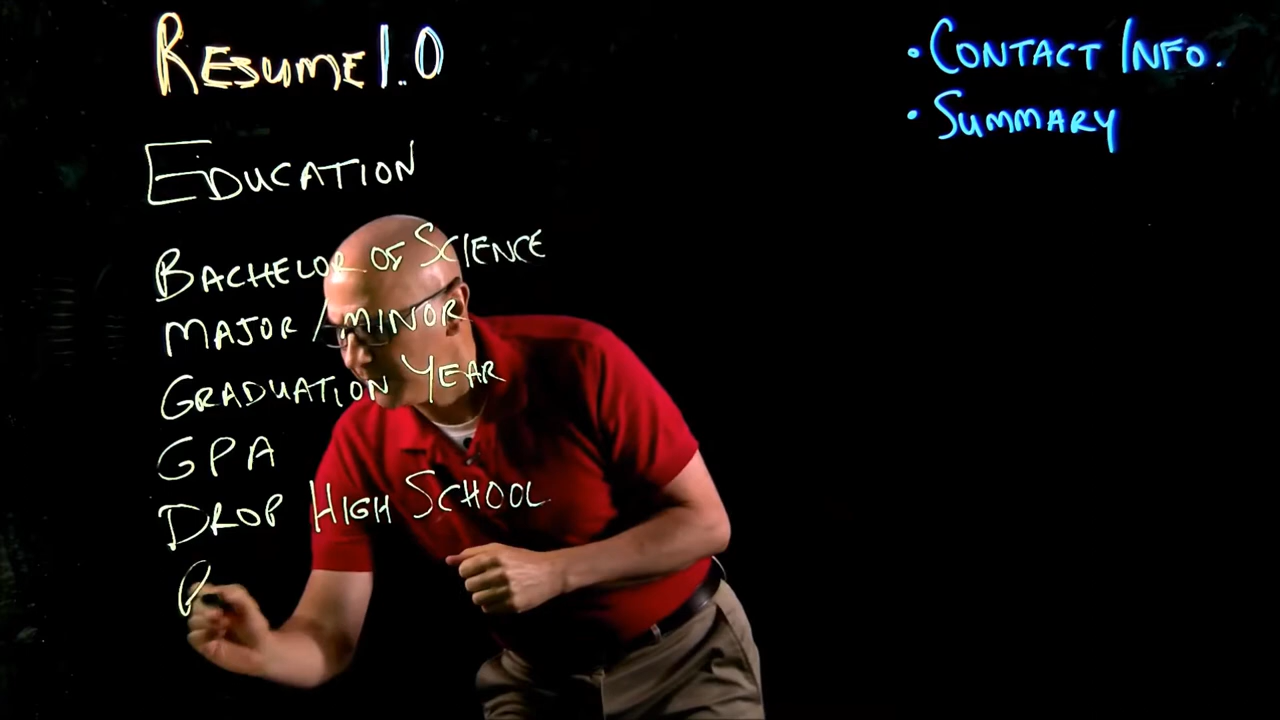 RESUME 1.0
EDUCATION
BACHELOR OF SCIENCE
MAJOR / MINOR
GRADUATION YEAR
GPA
DROP HIGH SCHOOL
• CONTACT INFO.
• SUMMARY